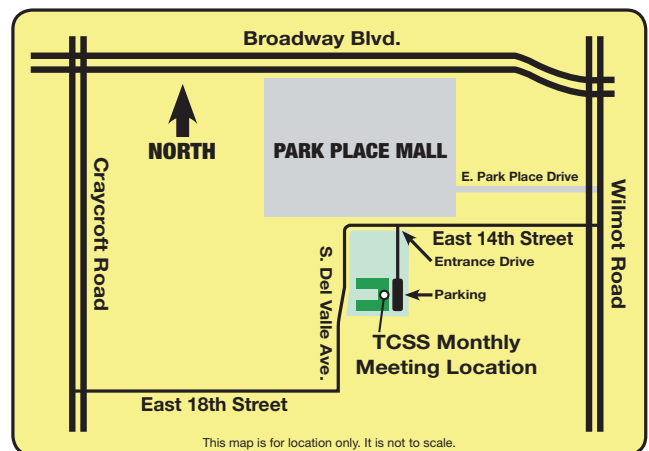 Broadway Blvd.
NORTH
PARK PLACE MALL
E. Park Place Drive
Craycroft Road
Wilmot Road
East 14th Street
Entrance Drive
S. Del Valle Ave.
Parking
TCSS Monthly
Meeting Location
East 18th Street
This map is for location only. It is not to scale.